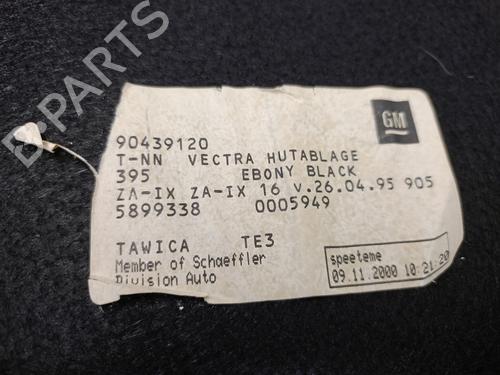 B-PARTS
GM
90439120
T-NN VECTRA HUTABLAGE
395 EBONY BLACK
ZA-IX ZA-IX 16 v.26.04.95 905
5899338 0005949
TAWICA TE3
Member of Schaeffler
Division Auto
speeteme
09.11.2000 10:21:20